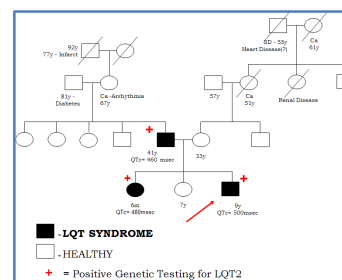 92y
77y - Infarct
SD - 55y
Heart Disease(?)
Ca
61y
81y -
Diabetes
Ca -Arrhythmia
67y
57y
Ca
51y
Renal Disease
41y
QTc= 460 msec
33y
6m
QTc= 480msec
7y
9y
QTc= 500msec
- LQT SYNDROME
- HEALTHY
+ = Positive Genetic Testing for LQT2